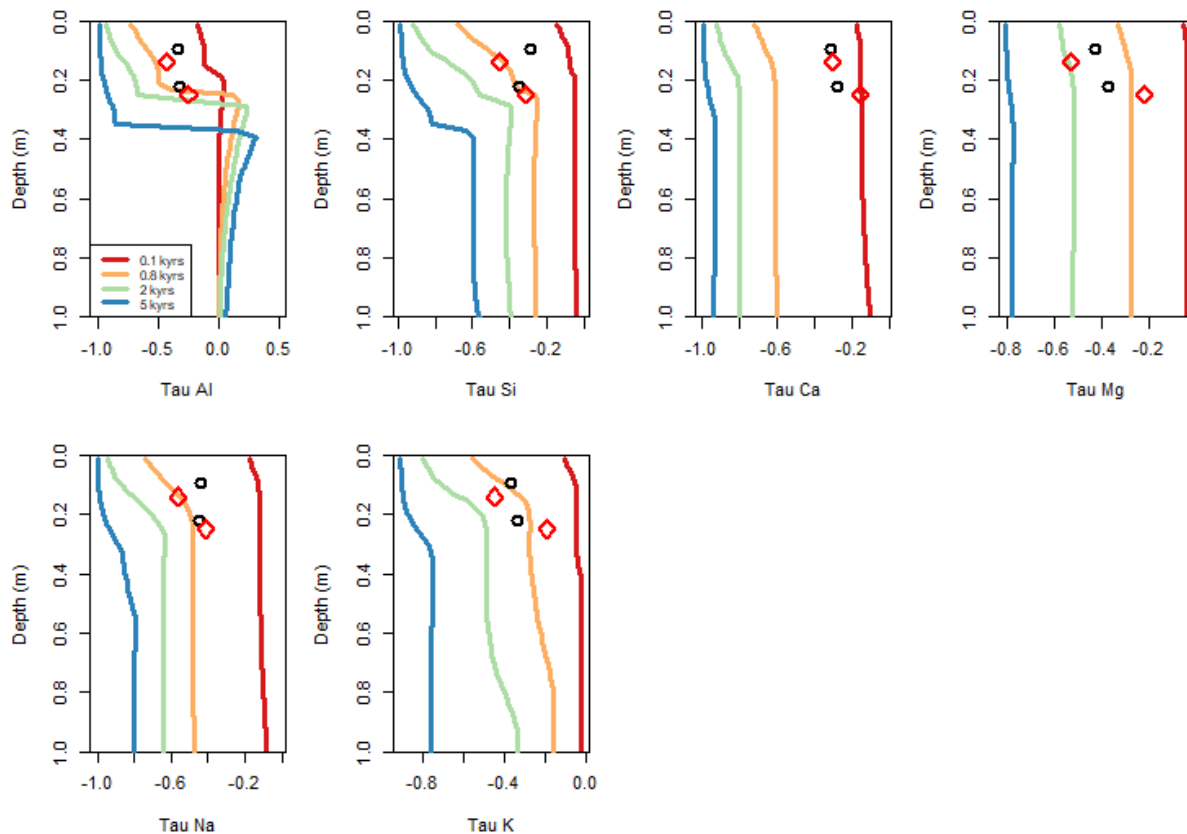 0.0
0.2
0.4
0.6
0.8
1.0
Depth (m)
-1.0 -0.5 0.0 0.5
Tau Al
0.1 kyrs
0.8 kyrs
2 kyrs
5 kyrs
0.0
0.2
0.4
0.6
0.8
1.0
Depth (m)
-1.0 -0.6 -0.2
Tau Si
0.0
0.2
0.4
0.6
0.8
1.0
Depth (m)
-1.0 -0.6 -0.2
Tau Ca
0.0
0.2
0.4
0.6
0.8
1.0
Depth (m)
-0.8 -0.6 -0.4 -0.2
Tau Mg
0.0
0.2
0.4
0.6
0.8
1.0
Depth (m)
-1.0 -0.6 -0.2
Tau Na
0.0
0.2
0.4
0.6
0.8
1.0
Depth (m)
-0.8 -0.4 0.0
Tau K